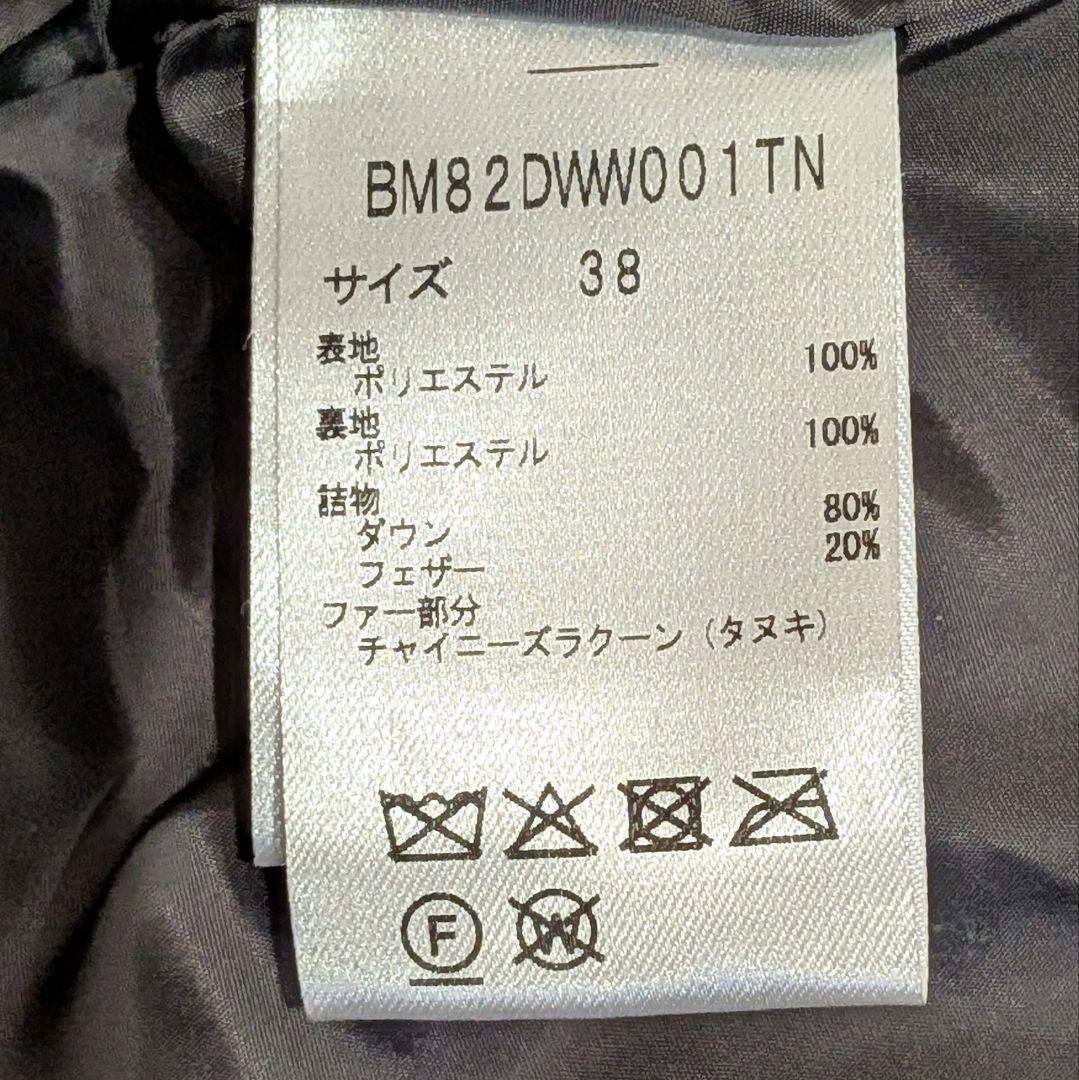 BM82DWW001TN
サイズ 38
表地
ポリエステル 100%
裏地
ポリエステル 100%
詰物
ダウン 80%
フェザー 20%
ファー部分
チャイニーズラクーン(タヌキ)
F W